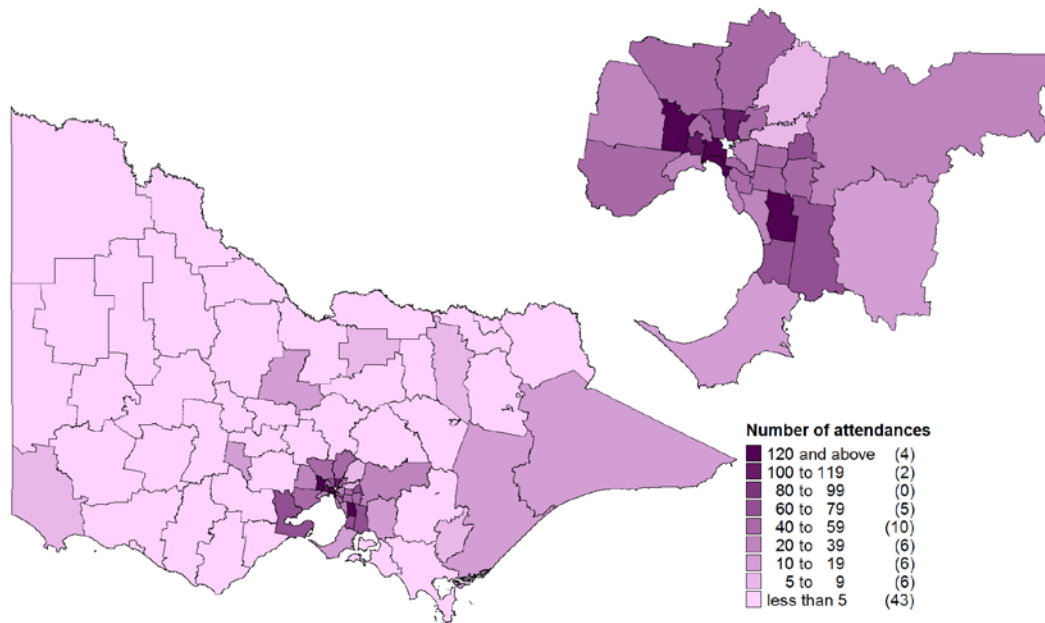 Number of attendances
120 and above (4)
100 to 119 (2)
80 to 99 (0)
60 to 79 (5)
40 to 59 (10)
20 to 39 (6)
10 to 19 (6)
5 to 9 (6)
less than 5 (43)